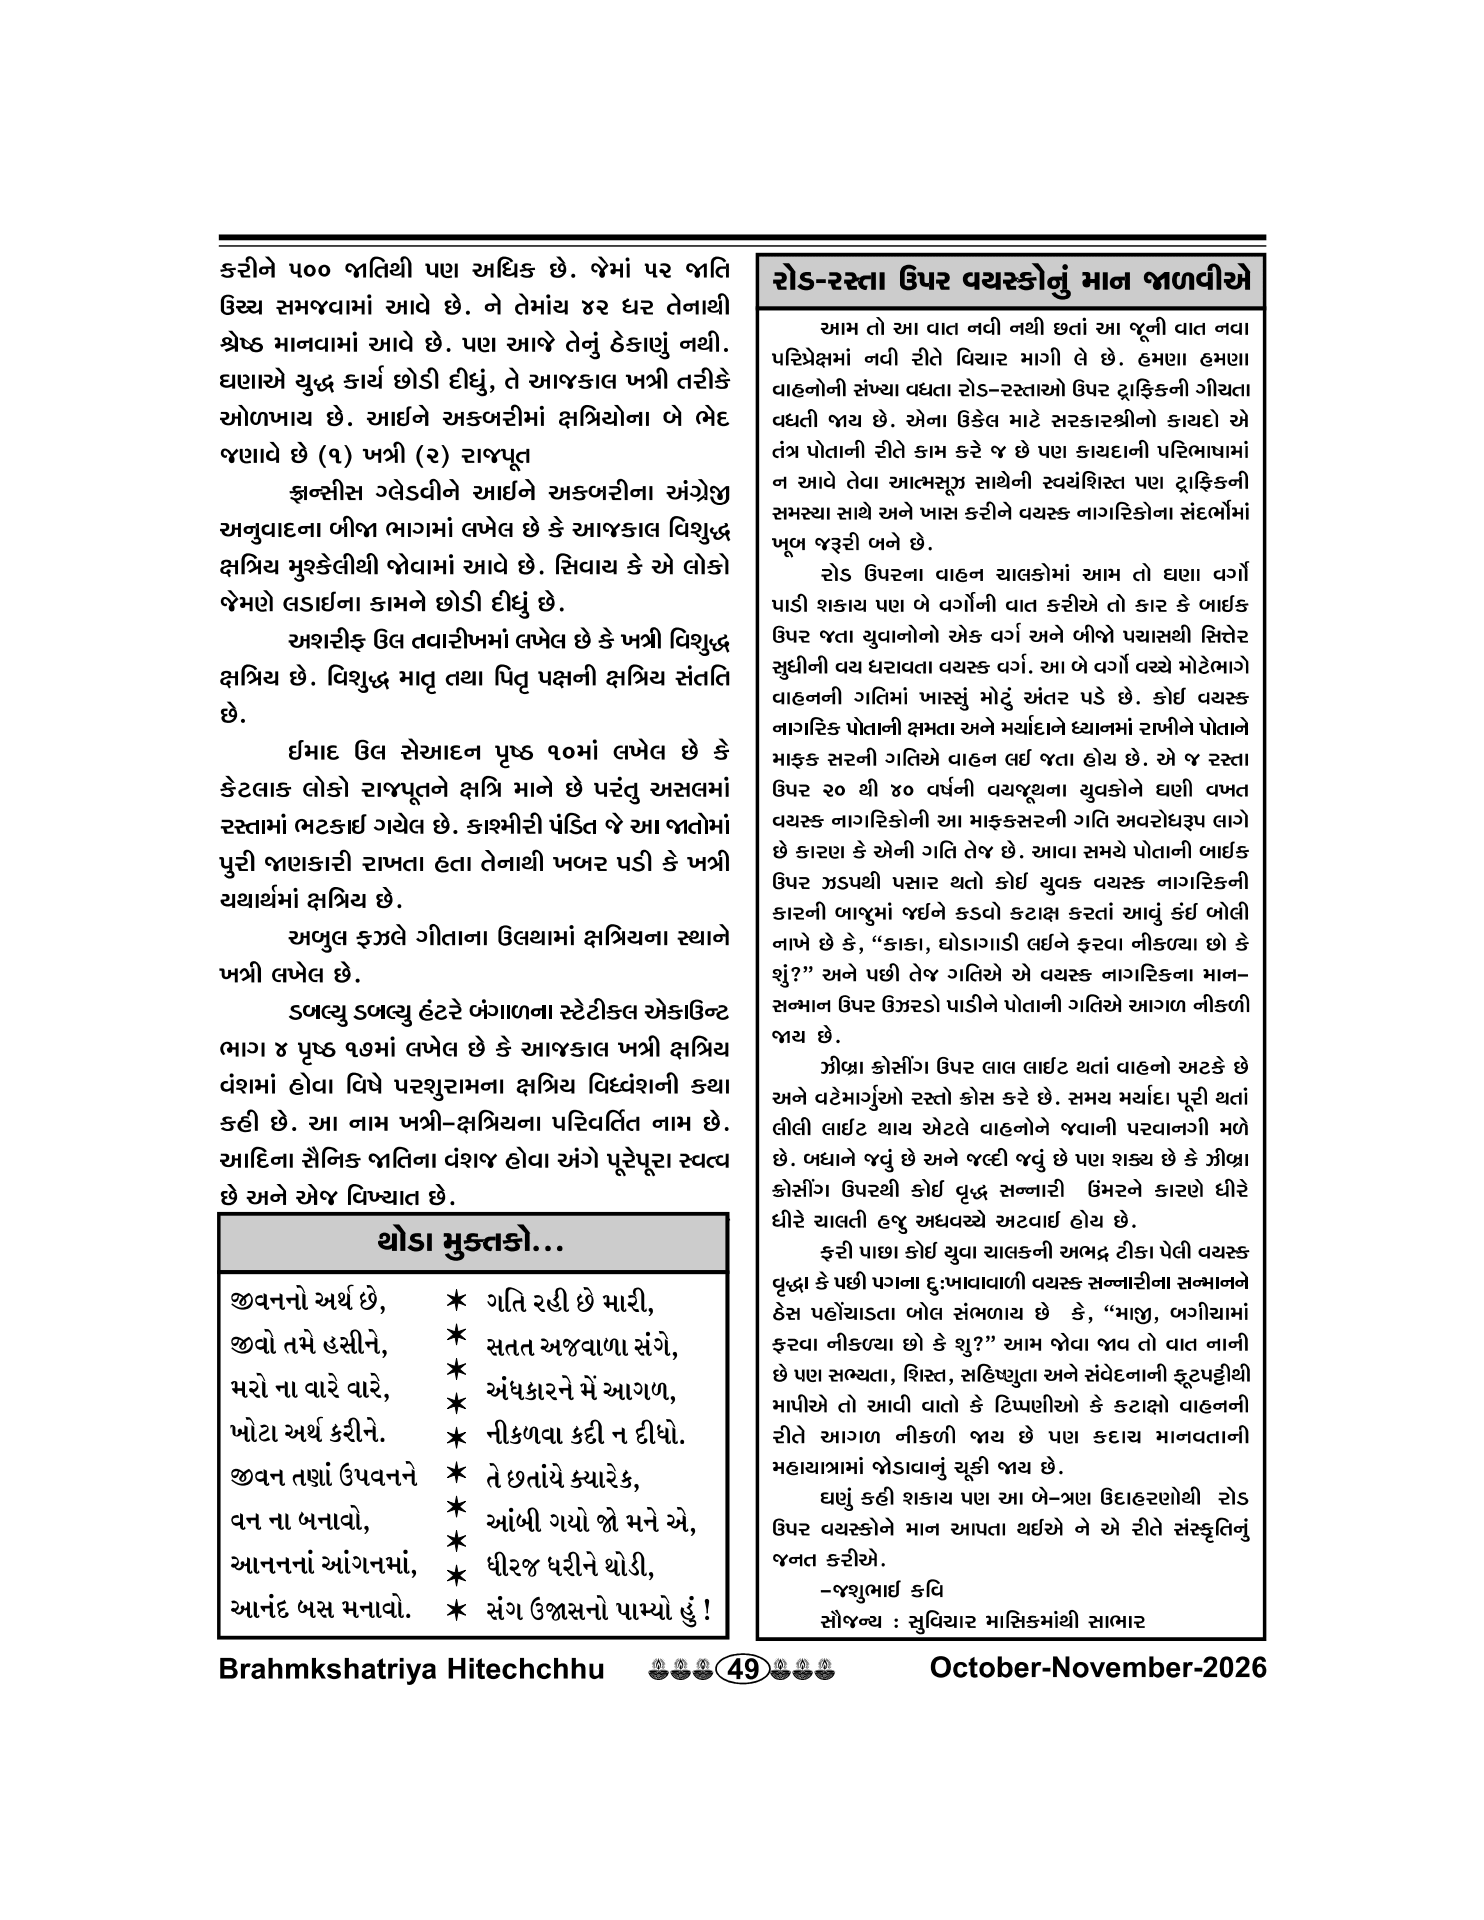 કરીને ૫૦૦ જાતિથી પણ અધિક છે. જેમાં ૫૨ જાતિ
ઉચ્ચ સમજવામાં આવે છે. ને તેમાંય ૪૨ ધર તેનાથી
શ્રેષ્ઠ માનવામાં આવે છે. પણ આજે તેનું ઠેકાણું નથી.
ઘણાએ યુદ્ધ કાર્ય છોડી દીધું, તે આજકાલ ખત્રી તરીકે
ઓળખાય છે. આઈને અકબરીમાં ક્ષત્રિયોના બે ભેદ
જણાવે છે (૧) ખત્રી (૨) રાજપૂત
ફ્રાન્સીસ ગ્લેડવીને આઈને અકબરીના અંગ્રેજી
અનુવાદના બીજા ભાગમાં લખેલ છે કે આજકાલ વિશુદ્ધ
ક્ષત્રિય મુશ્કેલીથી જોવામાં આવે છે. સિવાય કે એ લોકો
જેમણે લડાઈના કામને છોડી દીધું છે.
અશરીફ ઉલ તવારીખમાં લખેલ છે કે ખત્રી વિશુદ્ધ
ક્ષત્રિય છે. વિશુદ્ધ માતૃ તથા પિતૃ પક્ષની ક્ષત્રિય સંતતિ
છે.
ઈમાદ ઉલ સેઆદન પૃષ્ઠ ૧૦માં લખેલ છે કે
કેટલાક લોકો રાજપૂતને ક્ષત્રિ માને છે પરંતુ અસલમાં
રસ્તામાં ભટકાઈ ગયેલ છે. કાશ્મીરી પંડિત જે આ જાતોમાં
પુરી જાણકારી રાખતા હતા તેનાથી ખબર પડી કે ખત્રી
યથાર્થમાં ક્ષત્રિય છે.
અબુલ ફઝલે ગીતાના ઉલથામાં ક્ષત્રિયના સ્થાને
ખત્રી લખેલ છે.
ડબલ્યુ ડબલ્યુ હંટરે બંગાળના સ્ટેટીકલ એકાઉન્ટ
ભાગ ૪ પૃષ્ઠ ૧૭માં લખેલ છે કે આજકાલ ખત્રી ક્ષત્રિય
વંશમાં હોવા વિષે પરશુરામના ક્ષત્રિય વિધ્વંશની કથા
કહી છે. આ નામ ખત્રી–ક્ષત્રિયના પરિવર્તિત નામ છે.
આદિના સૈનિક જાતિના વંશજ હોવા અંગે પૂરેપૂરા સ્વત્વ
છે અને એજ વિખ્યાત છે.
થોડા મુક્તકો...
જીવનનો અર્થ છે,
જીવો તમે હસીને,
મરો ના વારે વારે,
ખોટા અર્થ કરીને.
જીવન તણાં ઉપવનને
વન ના બનાવો,
આનનનાં આંગનમાં,
આનંદ બસ મનાવો.
ગતિ રહી છે મારી,
સતત અજવાળા સંગે,
અંધકારને મેં આગળ,
નીકળવા કદી ન દીધો.
તે છતાંયે ક્યારેક,
આંબી ગયો જો મને એ,
ધીરજ ધરીને થોડી,
સંગ ઉજાસનો પામ્યો હું !
રોડ-રસ્તા ઉપર વયસ્કોનું માન જાળવીએ
આમ તો આ વાત નવી નથી છતાં આ જૂની વાત નવા
પરિપ્રેક્ષમાં નવી રીતે વિચાર માગી લે છે. હમણા હમણા
વાહનોની સંખ્યા વધતા રોડ–રસ્તાઓ ઉપર ટ્રાફિકની ગીચતા
વધતી જાય છે. એના ઉકેલ માટે સરકારશ્રીનો કાયદો એ
તંત્ર પોતાની રીતે કામ કરે જ છે પણ કાયદાની પરિભાષામાં
ન આવે તેવા આત્મસૂઝ સાથેની સ્વયંશિસ્ત પણ ટ્રાફિકની
સમસ્યા સાથે અને ખાસ કરીને વયસ્ક નાગરિકોના સંદર્ભોમાં
ખૂબ જરૂરી બને છે.
રોડ ઉપરના વાહન ચાલકોમાં આમ તો ઘણા વર્ગો
પાડી શકાય પણ બે વર્ગોની વાત કરીએ તો કાર કે બાઈક
ઉપર જતા યુવાનોનો એક વર્ગ અને બીજો પચાસથી સિત્તેર
સુધીની વય ધરાવતા વયસ્ક વર્ગ. આ બે વર્ગો વચ્ચે મોટેભાગે
વાહનની ગતિમાં ખાસ્સું મોટું અંતર પડે છે. કોઈ વયસ્ક
નાગરિક પોતાની ક્ષમતા અને મર્યાદાને ધ્યાનમાં રાખીને પોતાને
માફક સરની ગતિએ વાહન લઈ જતા હોય છે. એ જ રસ્તા
ઉપર ૨૦ થી ૪૦ વર્ષની વયજૂથના યુવકોને ઘણી વખત
વયસ્ક નાગરિકોની આ માફકસરની ગતિ અવરોધરૂપ લાગે
છે કારણ કે એની ગતિ તેજ છે. આવા સમયે પોતાની બાઈક
ઉપર ઝડપથી પસાર થતો કોઈ યુવક વયસ્ક નાગરિકની
કારની બાજુમાં જઈને કડવો કટાક્ષ કરતાં આવું કંઈ બોલી
નાખે છે કે, “કાકા, ઘોડાગાડી લઈને ફરવા નીકળ્યા છો કે
શું?” અને પછી તેજ ગતિએ એ વયસ્ક નાગરિકના માન–
સન્માન ઉપર ઉઝરડો પાડીને પોતાની ગતિએ આગળ નીકળી
જાય છે.
ઝીબ્રા ક્રોસીંગ ઉપર લાલ લાઈટ થતાં વાહનો અટકે છે
અને વટેમાર્ગુઓ રસ્તો ક્રોસ કરે છે. સમય મર્યાદા પૂરી થતાં
લીલી લાઈટ થાય એટલે વાહનોને જવાની પરવાનગી મળે
છે. બધાને જવું છે અને જલ્દી જવું છે પણ શક્ય છે કે ઝીબ્રા
ક્રોસીંગ ઉપરથી કોઈ વૃદ્ધ સન્નારી ઉંમરને કારણે ધીરે
ધીરે ચાલતી હજુ અધવચ્ચે અટવાઈ હોય છે.
ફરી પાછા કોઈ યુવા ચાલકની અભદ્ર ટીકા પેલી વયસ્ક
વૃદ્ધા કે પછી પગના દુ:ખાવાવાળી વયસ્ક સન્નારીના સન્માનને
ઠેસ પહોંચાડતા બોલ સંભળાય છે કે, “માજી, બગીચામાં
ફરવા નીકળ્યા છો કે શુ?” આમ જોવા જાવ તો વાત નાની
છે પણ સભ્યતા, શિસ્ત, સહિષ્ણુતા અને સંવેદનાની ફૂટપટ્ટીથી
માપીએ તો આવી વાતો કે ટિપ્પણીઓ કે કટાક્ષો વાહનની
રીતે આગળ નીકળી જાય છે પણ કદાચ માનવતાની
મહાયાત્રામાં જોડાવાનું ચૂકી જાય છે.
ઘણું કહી શકાય પણ આ બે–ત્રણ ઉદાહરણોથી રોડ
ઉપર વયસ્કોને માન આપતા થઈએ ને એ રીતે સંસ્કૃતિનું
જનત કરીએ.
–જશુભાઈ કવિ
સૌજન્ય : સુવિચાર માસિકમાંથી સાભાર
Brahmkshatriya Hitechchhu 49 October-November-2026